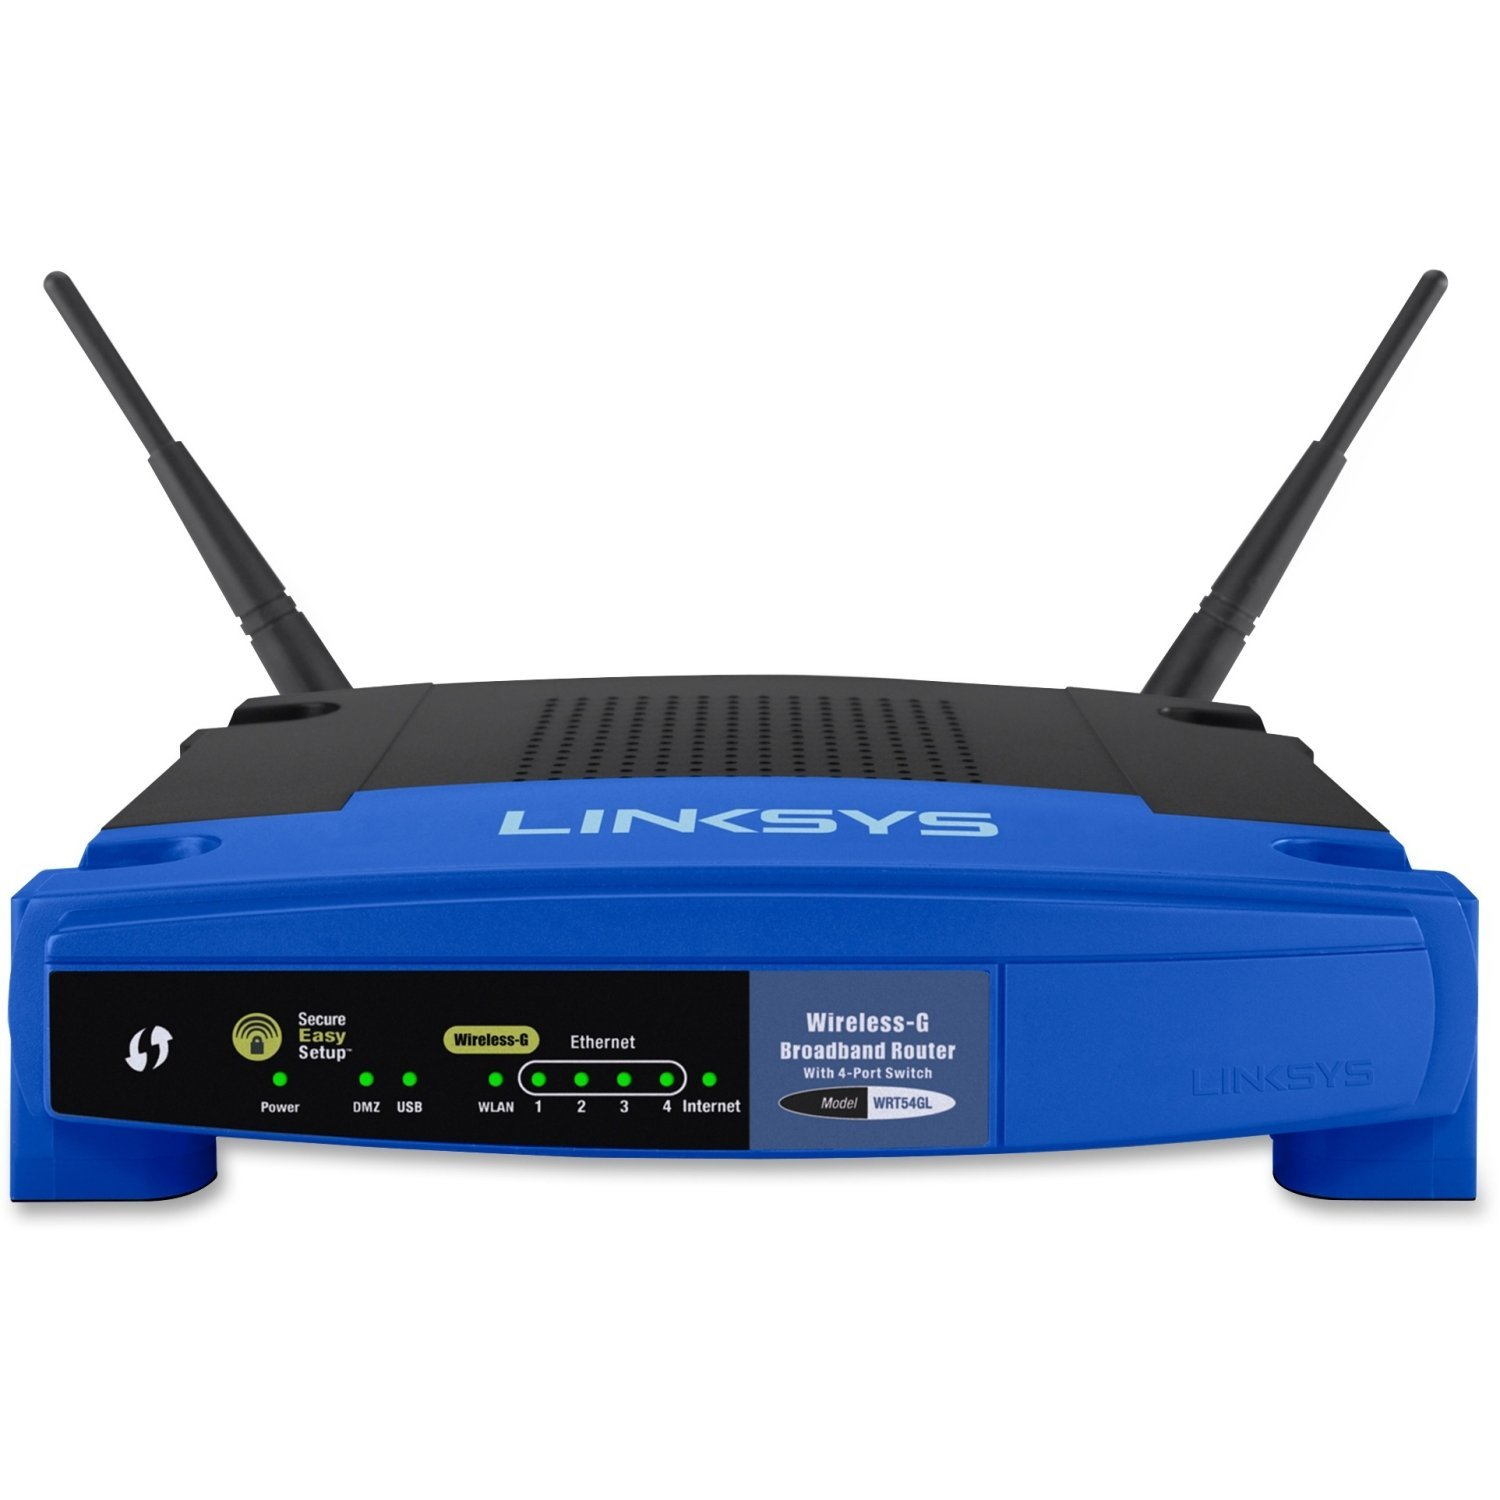 LINKSYS
Secure
Easy
Setup™
Wireless-G
Ethernet
Power
DMZ
USB
WLAN
1
2
3
4
Internet
Wireless-G
Broadband Router
With 4-Port Switch
Model WRT54GL
LINKSYS